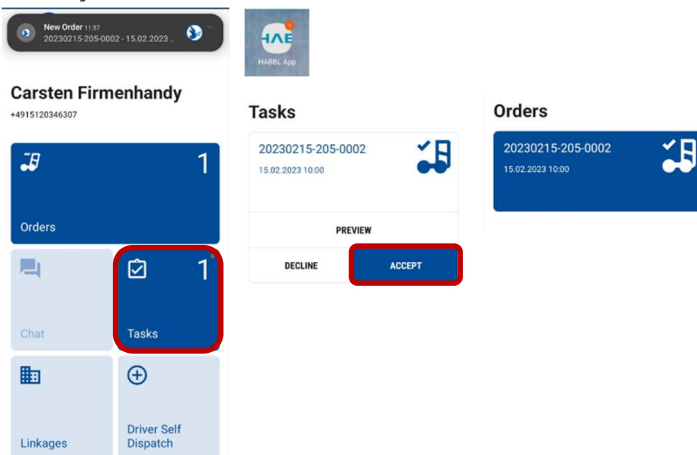 New Order 11:57
20230215-205-0002 - 15.02.2023 ..
Carsten Firmenhandy
+4915120346307
1
Orders
Chat
1
Tasks
Linkages
Driver Self
Dispatch
HAE
HABBL App
Tasks
20230215-205-0002
15.02.2023 10:00
PREVIEW
DECLINE
ACCEPT
Orders
20230215-205-0002
15.02.2023 10:00